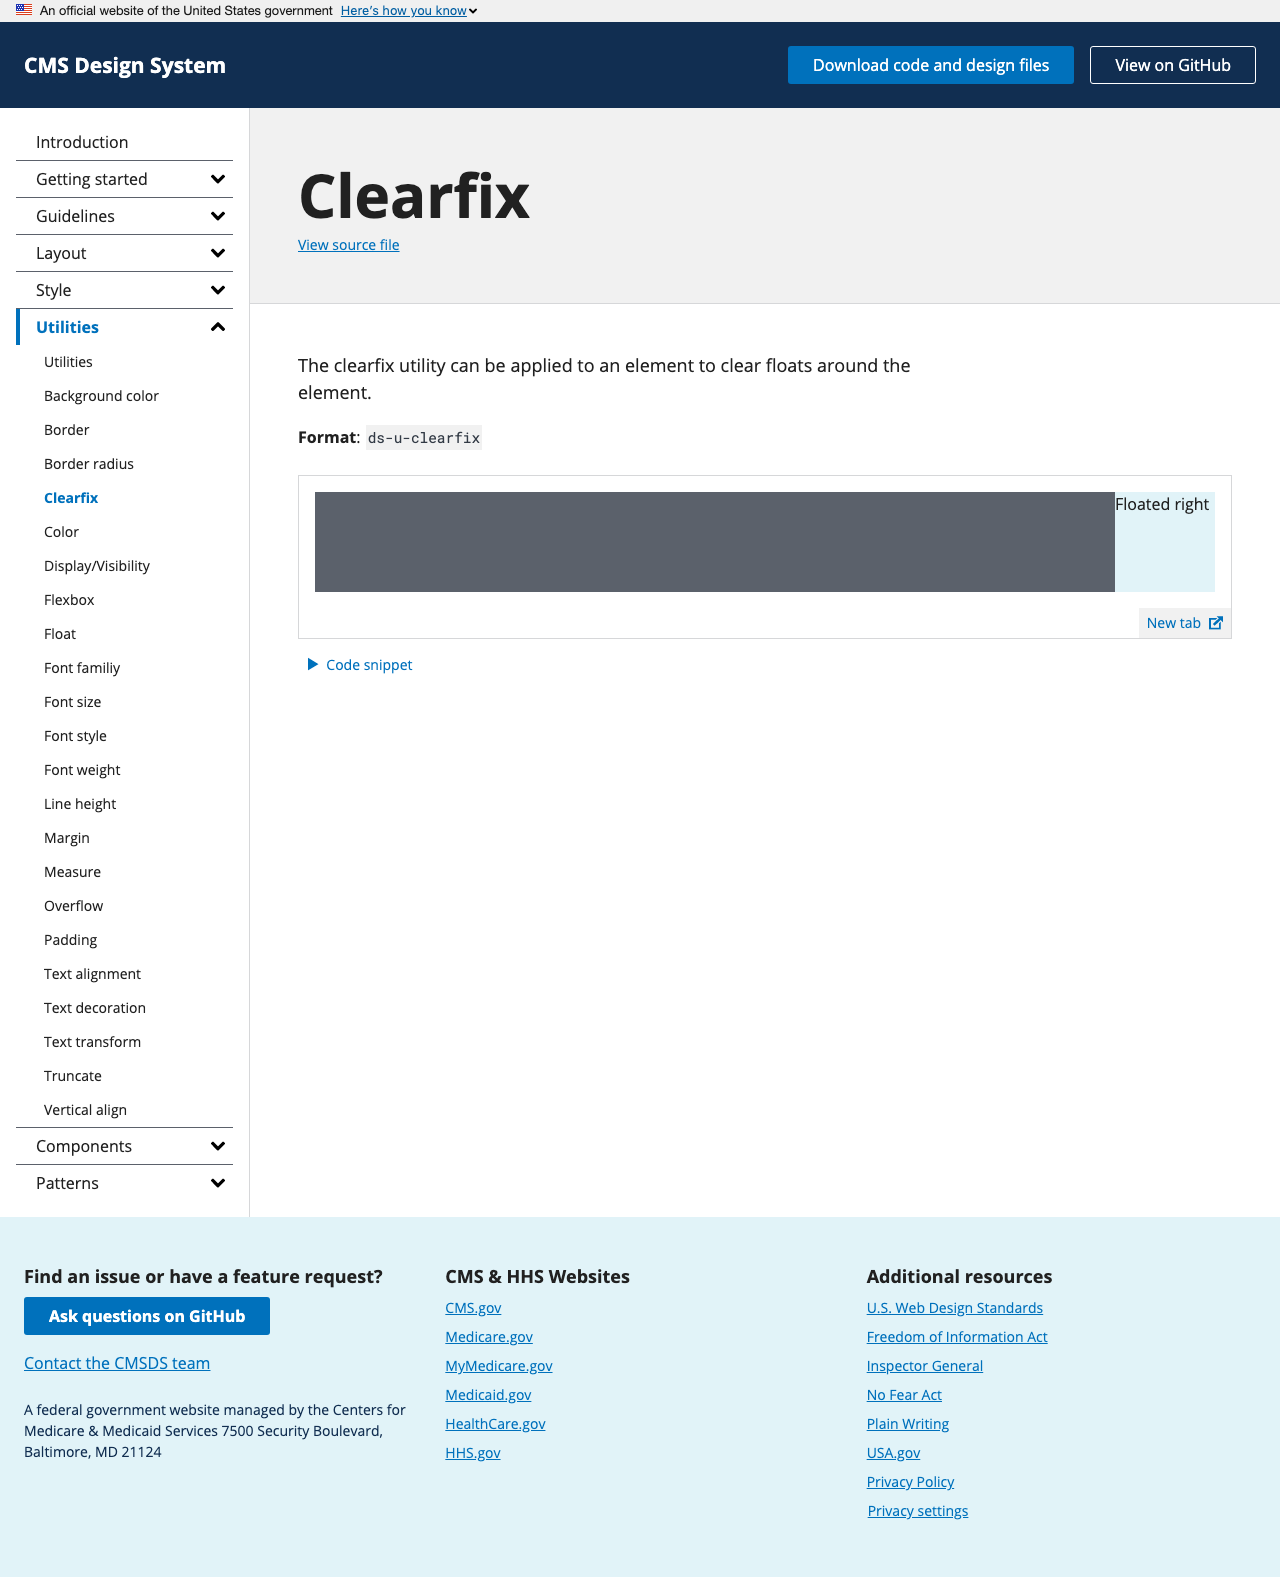 An official website of the United States government Here's how you know
CMS Design System
Download code and design files
View on GitHub
Introduction
Getting started
Guidelines
Layout
Style
Utilities
Utilities
Background color
Border
Border radius
Clearfix
Color
Display/Visibility
Flexbox
Float
Font familiy
Font size
Font style
Font weight
Line height
Margin
Measure
Overflow
Padding
Text alignment
Text decoration
Text transform
Truncate
Vertical align
Components
Patterns
Clearfix
View source file
The clearfix utility can be applied to an element to clear floats around the
element.
Format: ds-u-clearfix
Floated right
New tab
Code snippet
Find an issue or have a feature request?
Ask questions on GitHub
Contact the CMSDS team
A federal government website managed by the Centers for
Medicare & Medicaid Services 7500 Security Boulevard,
Baltimore, MD 21124
CMS & HHS Websites
CMS.gov
Medicare.gov
MyMedicare.gov
Medicaid.gov
HealthCare.gov
HHS.gov
Additional resources
U.S. Web Design Standards
Freedom of Information Act
Inspector General
No Fear Act
Plain Writing
USA.gov
Privacy Policy
Privacy settings